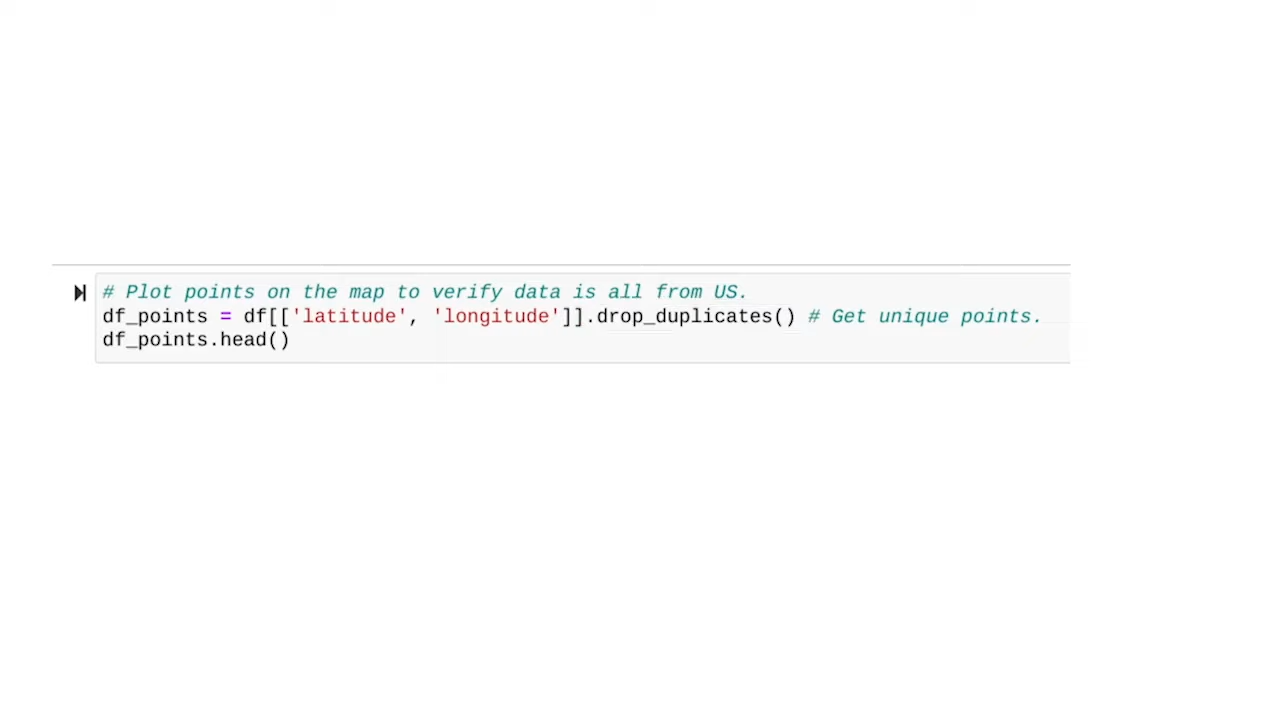 # Plot points on the map to verify data is all from US.
df_points = df[['latitude', 'longitude']].drop_duplicates() # Get unique points.
df_points.head()